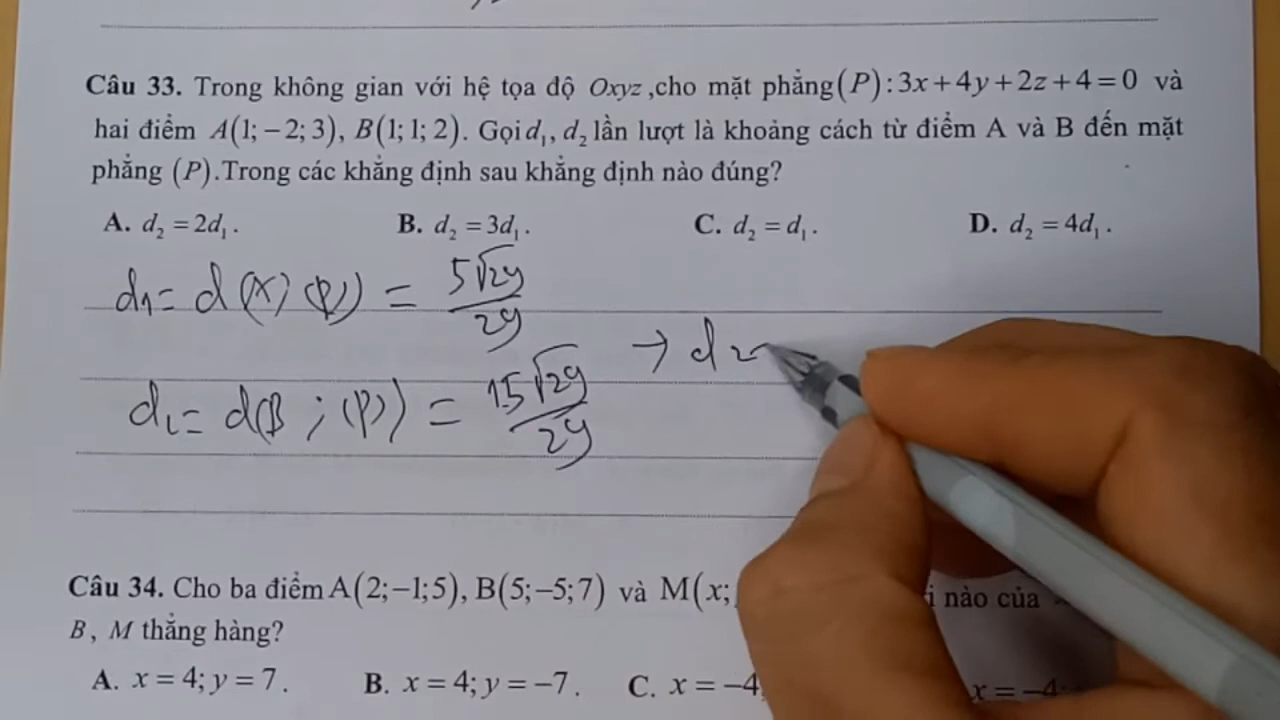 Câu 33. Trong không gian với hệ tọa độ Oxyz ,cho mặt phẳng(P):3x+4y+2z+4=0 và
hai điểm A(1;−2;3), B(1;1;2). Gọi d₁, d₂ lần lượt là khoảng cách từ điểm A và B đến mặt
phẳng (P).Trong các khẳng định sau khẳng định nào đúng?
A. d₂ = 2d₁. B. d₂ = 3d₁. C. d₂ = d₁. D. d₂ = 4d₁.
d₁ = d(A; (P)) = 5√29/29
→ d2
d₂ = d(B ; (P)) = 15√29/29
Câu 34. Cho ba điểm A(2;−1;5), B(5;−5;7) và M(x; nào của
B, M thẳng hàng?
A. x = 4; y = 7. B. x = 4; y = −7. C. x = −4 x = −4